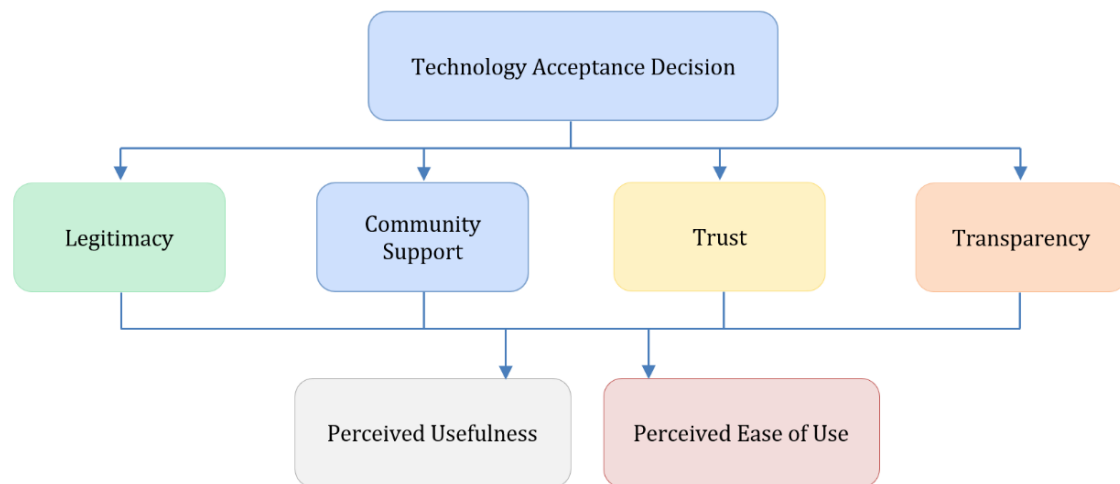 Technology Acceptance Decision
Legitimacy
Community
Support
Trust
Transparency
Perceived Usefulness
Perceived Ease of Use